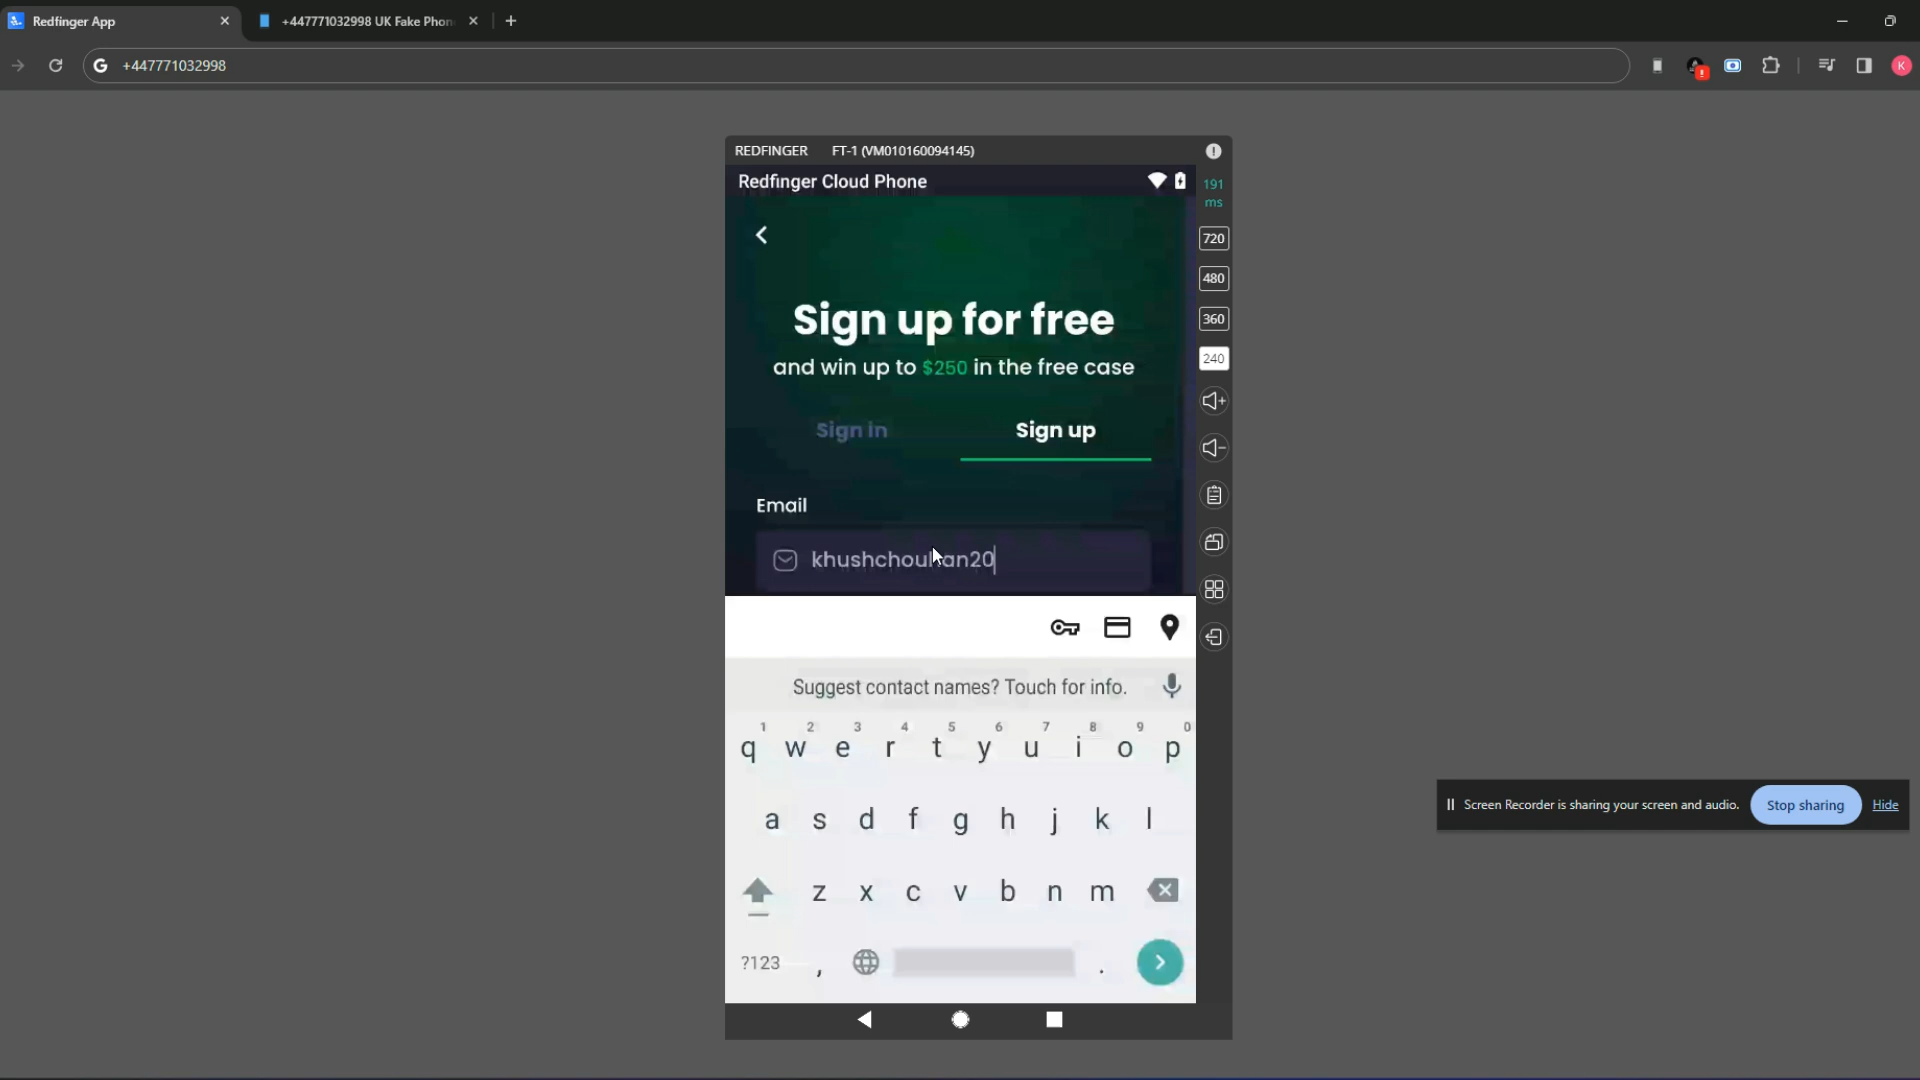 Redfinger App
+447771032998 UK Fake Phon
+447771032998
K
REDFINGER FT-1 (VM010160094145)
Redfinger Cloud Phone
191
ms
720
480
360
240
Sign up for free
and win up to $250 in the free case
Sign in Sign up
Email
khushchouhan20
Suggest contact names? Touch for info.
1 2 3 4 5 6 7 8 9 0
q w e r t y u i o p
a s d f g h j k l
z x c v b n m
?123 , .
Screen Recorder is sharing your screen and audio. Stop sharing Hide